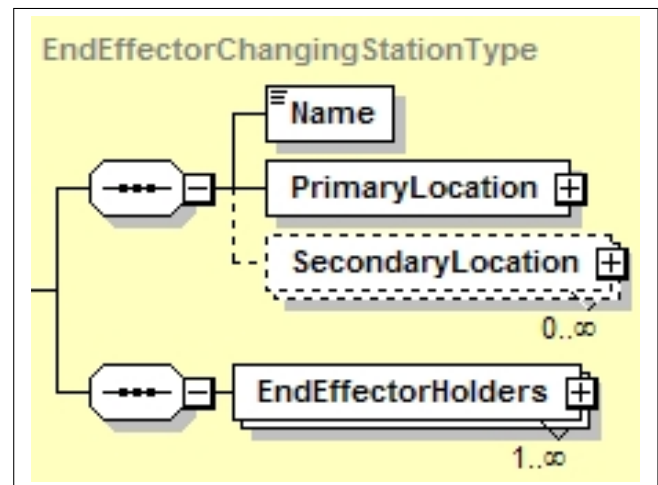 EndEffectorChangingStationType
Name
PrimaryLocation
SecondaryLocation
0..∞
EndEffectorHolders
1..∞